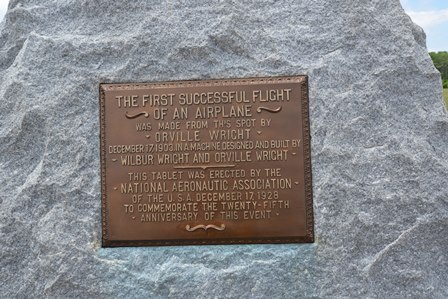 THE FIRST SUCCESSFUL FLIGHT
OF AN AIRPLANE
WAS MADE FROM THIS SPOT BY
ORVILLE WRIGHT
DECEMBER 17, 1903, IN A MACHINE DESIGNED AND BUILT BY
· WILBUR WRIGHT AND ORVILLE WRIGHT ·
THIS TABLET WAS ERECTED BY THE
· NATIONAL AERONAUTIC ASSOCIATION ·
OF THE U.S.A. DECEMBER 17, 1928
TO COMMEMORATE THE TWENTY-FIFTH
· ANNIVERSARY OF THIS EVENT ·